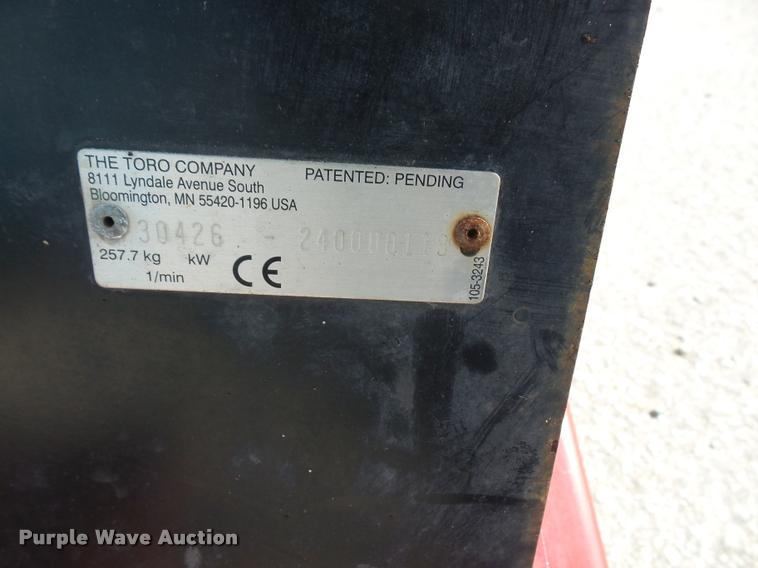 THE TORO COMPANY
8111 Lyndale Avenue South
Bloomington, MN 55420-1196 USA
PATENTED: PENDING
30426 - 240000119
257.7 kg kW
1/min
CE
105-3243
Purple Wave Auction